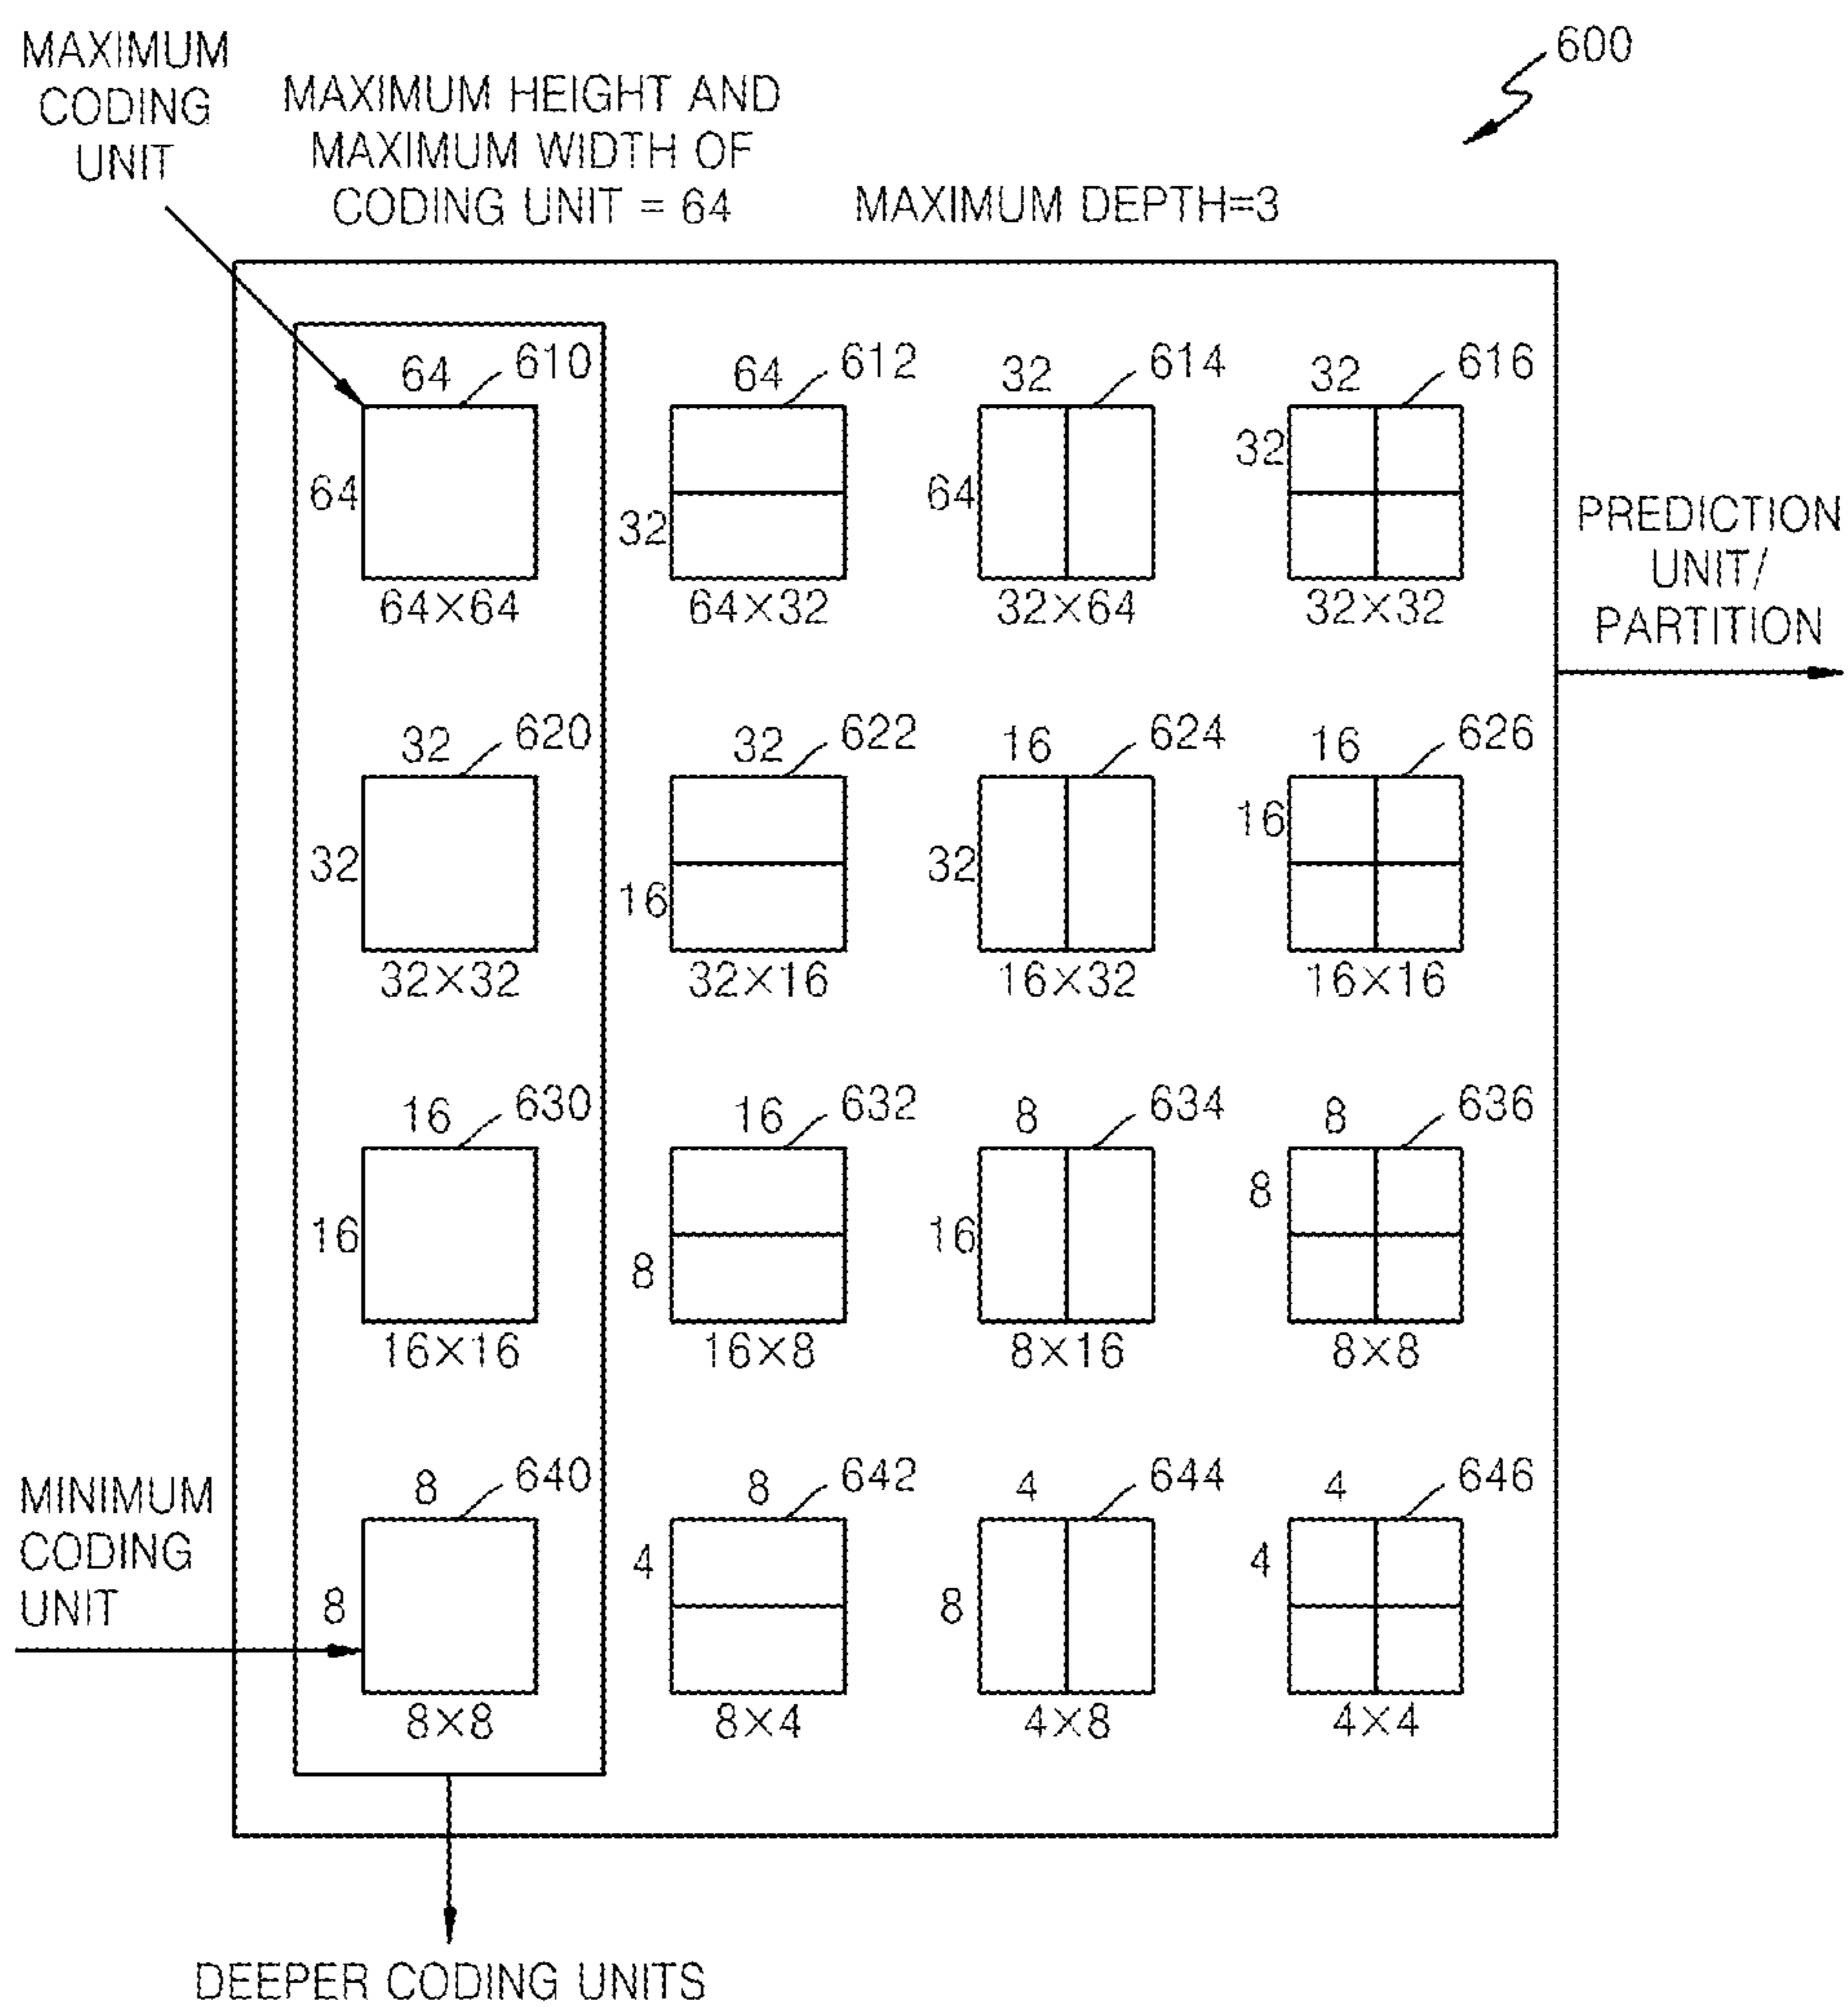 600
MAXIMUM
CODING
UNIT
MAXIMUM HEIGHT AND
MAXIMUM WIDTH OF
CODING UNIT = 64
MAXIMUM DEPTH=3
64 610 64 612 32 614 32 616
64 32 64 32
64×64 64×32 32×64 32×32
PREDICTION
UNIT/
PARTITION
32 620 32 622 16 624 16 626
32 16 32 16
32×32 32×16 16×32 16×16
16 630 16 632 8 634 8 636
16 8 16 8
16×16 16×8 8×16 8×8
MINIMUM
CODING
UNIT
8 640 8 642 4 644 4 646
8 4 8 4
8×8 8×4 4×8 4×4
DEEPER CODING UNITS